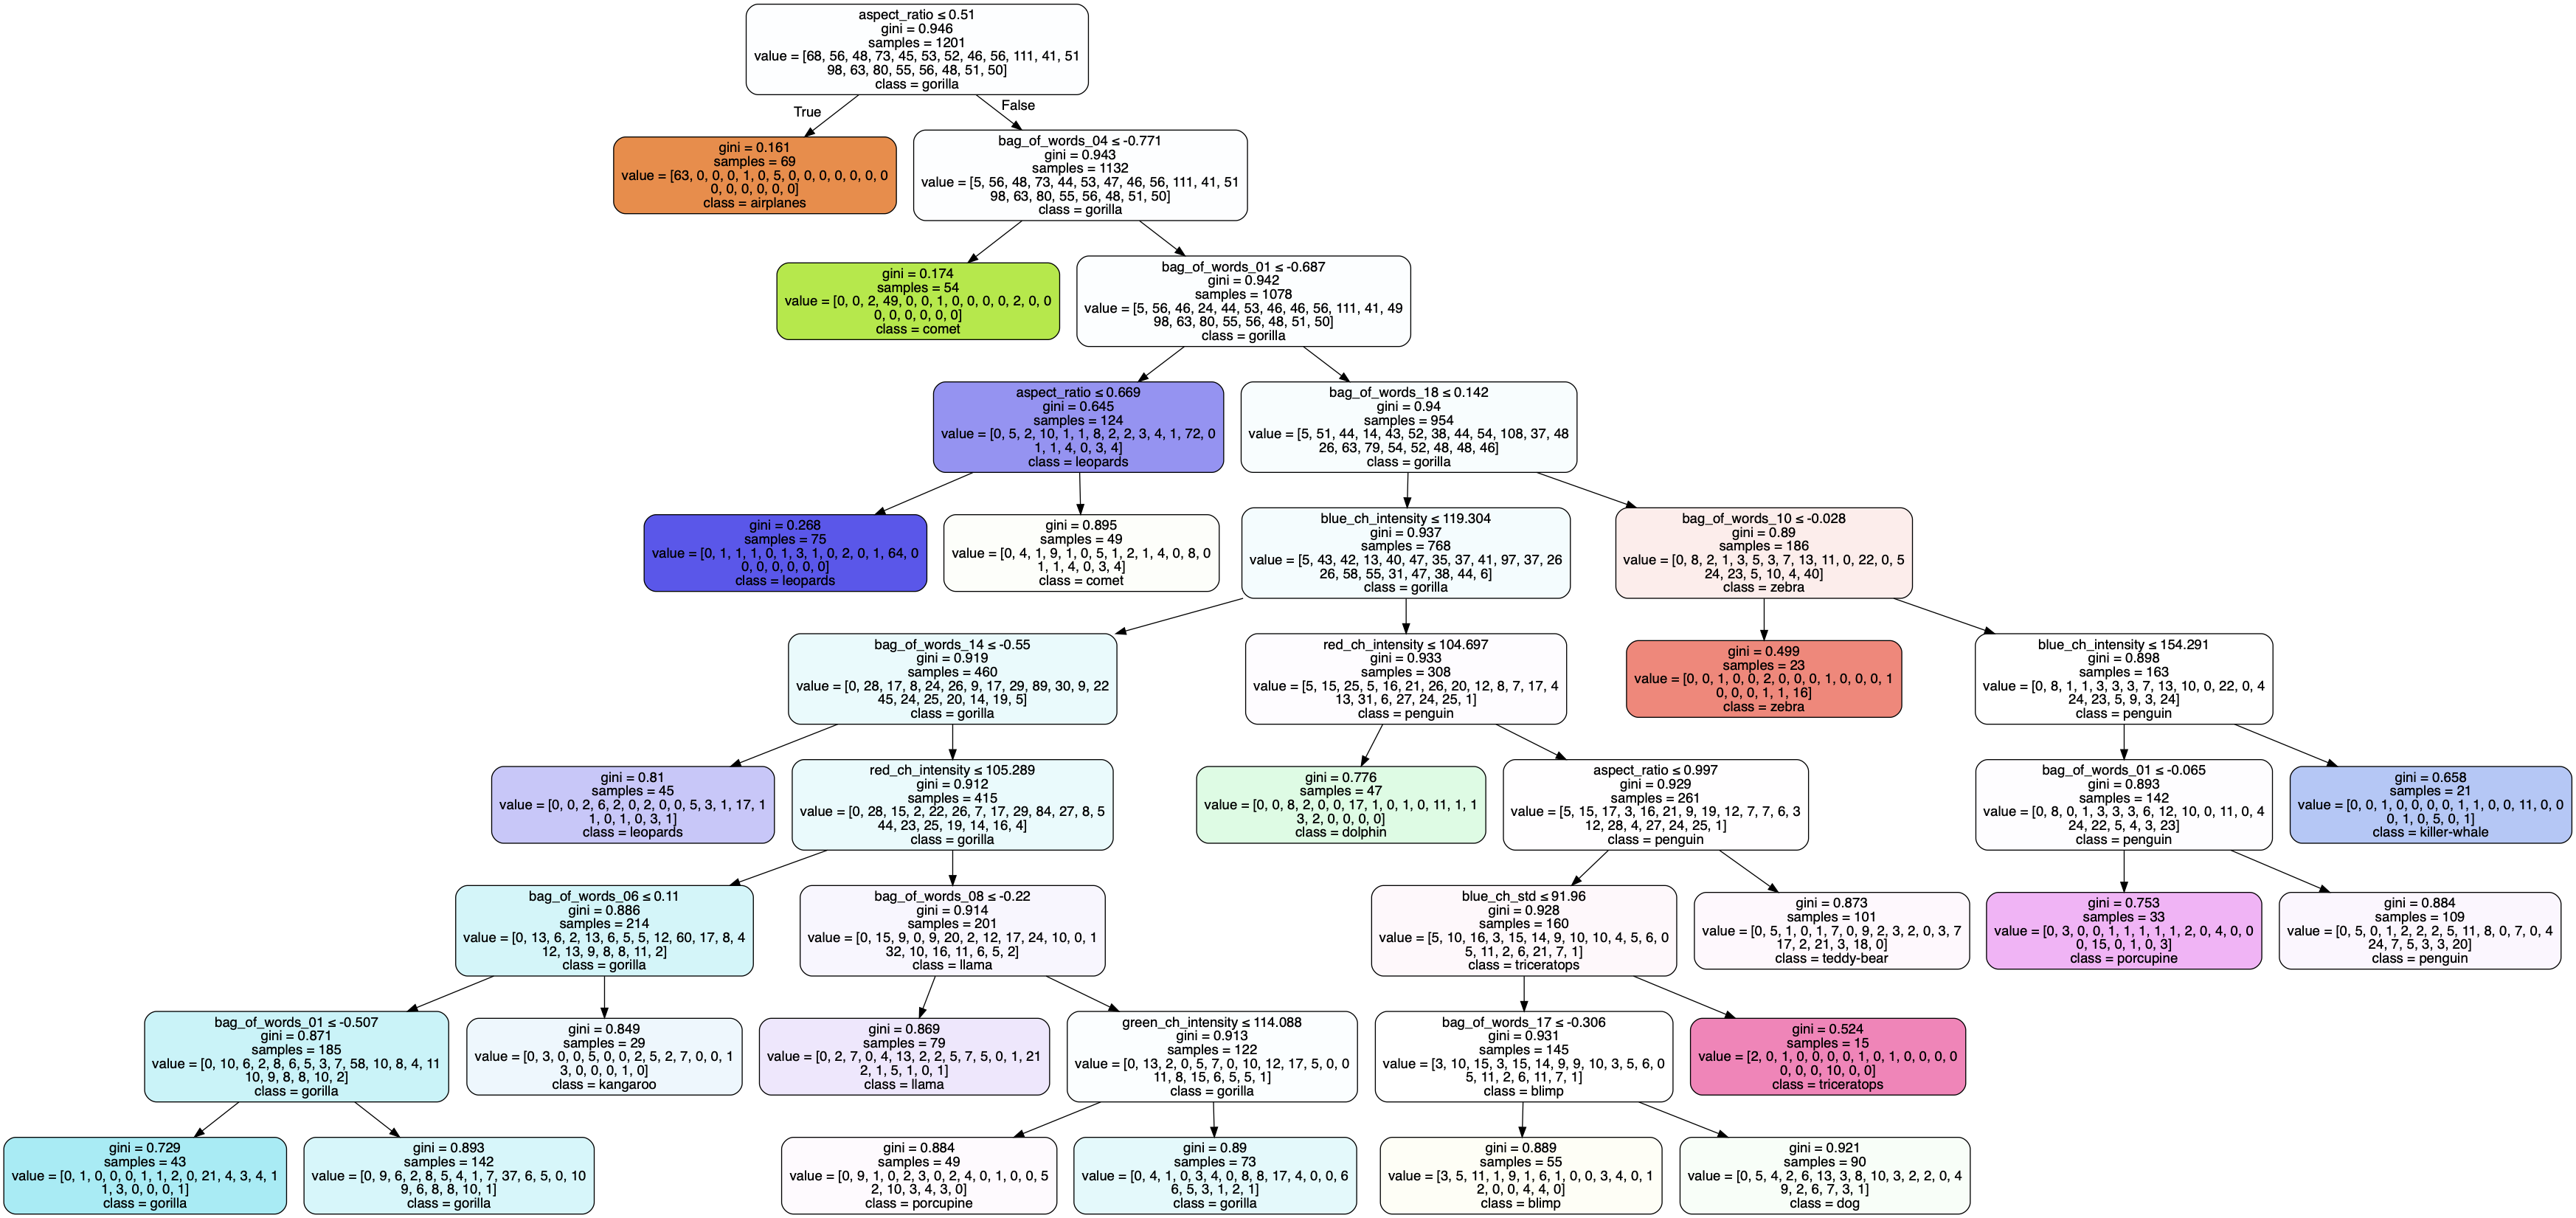 aspect_ratio ≤ 0.51
gini = 0.946
samples = 1201
value = [68, 56, 48, 73, 45, 53, 52, 46, 56, 111, 41, 51
98, 63, 80, 55, 56, 48, 51, 50]
class = gorilla
True
False
gini = 0.161
samples = 69
value = [63, 0, 0, 0, 1, 0, 5, 0, 0, 0, 0, 0, 0, 0
0, 0, 0, 0, 0, 0]
class = airplanes
bag_of_words_04 ≤ -0.771
gini = 0.943
samples = 1132
value = [5, 56, 48, 73, 44, 53, 47, 46, 56, 111, 41, 51
98, 63, 80, 55, 56, 48, 51, 50]
class = gorilla
gini = 0.174
samples = 54
value = [0, 0, 2, 49, 0, 0, 1, 0, 0, 0, 0, 2, 0, 0
0, 0, 0, 0, 0, 0]
class = comet
bag_of_words_01 ≤ -0.687
gini = 0.942
samples = 1078
value = [5, 56, 46, 24, 44, 53, 46, 46, 56, 111, 41, 49
98, 63, 80, 55, 56, 48, 51, 50]
class = gorilla
aspect_ratio ≤ 0.669
gini = 0.645
samples = 124
value = [0, 5, 2, 10, 1, 1, 8, 2, 2, 3, 4, 1, 72, 0
1, 1, 4, 0, 3, 4]
class = leopards
bag_of_words_18 ≤ 0.142
gini = 0.94
samples = 954
value = [5, 51, 44, 14, 43, 52, 38, 44, 54, 108, 37, 48
26, 63, 79, 54, 52, 48, 48, 46]
class = gorilla
gini = 0.268
samples = 75
value = [0, 1, 1, 1, 0, 1, 3, 1, 0, 2, 0, 1, 64, 0
0, 0, 0, 0, 0, 0]
class = leopards
gini = 0.895
samples = 49
value = [0, 4, 1, 9, 1, 0, 5, 1, 2, 1, 4, 0, 8, 0
1, 1, 4, 0, 3, 4]
class = comet
blue_ch_intensity ≤ 119.304
gini = 0.937
samples = 768
value = [5, 43, 42, 13, 40, 47, 35, 37, 41, 97, 37, 26
26, 58, 55, 31, 47, 38, 44, 6]
class = gorilla
bag_of_words_10 ≤ -0.028
gini = 0.89
samples = 186
value = [0, 8, 2, 1, 3, 5, 3, 7, 13, 11, 0, 22, 0, 5
24, 23, 5, 10, 4, 40]
class = zebra
bag_of_words_14 ≤ -0.55
gini = 0.919
samples = 460
value = [0, 28, 17, 8, 24, 26, 9, 17, 29, 89, 30, 9, 22
45, 24, 25, 20, 14, 19, 5]
class = gorilla
red_ch_intensity ≤ 104.697
gini = 0.933
samples = 308
value = [5, 15, 25, 5, 16, 21, 26, 20, 12, 8, 7, 17, 4
13, 31, 6, 27, 24, 25, 1]
class = penguin
gini = 0.499
samples = 23
value = [0, 0, 1, 0, 0, 2, 0, 0, 0, 1, 0, 0, 0, 1
0, 0, 0, 1, 1, 16]
class = zebra
blue_ch_intensity ≤ 154.291
gini = 0.898
samples = 163
value = [0, 8, 1, 1, 3, 3, 3, 7, 13, 10, 0, 22, 0, 4
24, 23, 5, 9, 3, 24]
class = penguin
gini = 0.81
samples = 45
value = [0, 0, 2, 6, 2, 0, 2, 0, 0, 5, 3, 1, 17, 1
1, 0, 1, 0, 3, 1]
class = leopards
red_ch_intensity ≤ 105.289
gini = 0.912
samples = 415
value = [0, 28, 15, 2, 22, 26, 7, 17, 29, 84, 27, 8, 5
44, 23, 25, 19, 14, 16, 4]
class = gorilla
gini = 0.776
samples = 47
value = [0, 0, 8, 2, 0, 0, 17, 1, 0, 1, 0, 11, 1, 1
3, 2, 0, 0, 0, 0]
class = dolphin
aspect_ratio ≤ 0.997
gini = 0.929
samples = 261
value = [5, 15, 17, 3, 16, 21, 9, 19, 12, 7, 7, 6, 3
12, 28, 4, 27, 24, 25, 1]
class = penguin
bag_of_words_01 ≤ -0.065
gini = 0.893
samples = 142
value = [0, 8, 0, 1, 3, 3, 3, 6, 12, 10, 0, 11, 0, 4
24, 22, 5, 4, 3, 23]
class = penguin
gini = 0.658
samples = 21
value = [0, 0, 1, 0, 0, 0, 0, 1, 1, 0, 0, 11, 0, 0
0, 1, 0, 5, 0, 1]
class = killer-whale
bag_of_words_06 ≤ 0.11
gini = 0.886
samples = 214
value = [0, 13, 6, 2, 13, 6, 5, 5, 12, 60, 17, 8, 4
12, 13, 9, 8, 8, 11, 2]
class = gorilla
bag_of_words_08 ≤ -0.22
gini = 0.914
samples = 201
value = [0, 15, 9, 0, 9, 20, 2, 12, 17, 24, 10, 0, 1
32, 10, 16, 11, 6, 5, 2]
class = llama
blue_ch_std ≤ 91.96
gini = 0.928
samples = 160
value = [5, 10, 16, 3, 15, 14, 9, 10, 10, 4, 5, 6, 0
5, 11, 2, 6, 21, 7, 1]
class = triceratops
gini = 0.873
samples = 101
value = [0, 5, 1, 0, 1, 7, 0, 9, 2, 3, 2, 0, 3, 7
17, 2, 21, 3, 18, 0]
class = teddy-bear
gini = 0.753
samples = 33
value = [0, 3, 0, 0, 1, 1, 1, 1, 1, 2, 0, 4, 0, 0
0, 15, 0, 1, 0, 3]
class = porcupine
gini = 0.884
samples = 109
value = [0, 5, 0, 1, 2, 2, 2, 5, 11, 8, 0, 7, 0, 4
24, 7, 5, 3, 3, 20]
class = penguin
bag_of_words_01 ≤ -0.507
gini = 0.871
samples = 185
value = [0, 10, 6, 2, 8, 6, 5, 3, 7, 58, 10, 8, 4, 11
10, 9, 8, 8, 10, 2]
class = gorilla
gini = 0.849
samples = 29
value = [0, 3, 0, 0, 5, 0, 0, 2, 5, 2, 7, 0, 0, 1
3, 0, 0, 0, 1, 0]
class = kangaroo
gini = 0.869
samples = 79
value = [0, 2, 7, 0, 4, 13, 2, 2, 5, 7, 5, 0, 1, 21
2, 1, 5, 1, 0, 1]
class = llama
green_ch_intensity ≤ 114.088
gini = 0.913
samples = 122
value = [0, 13, 2, 0, 5, 7, 0, 10, 12, 17, 5, 0, 0
11, 8, 15, 6, 5, 5, 1]
class = gorilla
bag_of_words_17 ≤ -0.306
gini = 0.931
samples = 145
value = [3, 10, 15, 3, 15, 14, 9, 9, 10, 3, 5, 6, 0
5, 11, 2, 6, 11, 7, 1]
class = blimp
gini = 0.524
samples = 15
value = [2, 0, 1, 0, 0, 0, 0, 1, 0, 1, 0, 0, 0, 0
0, 0, 0, 10, 0, 0]
class = triceratops
gini = 0.729
samples = 43
value = [0, 1, 0, 0, 0, 1, 1, 2, 0, 21, 4, 3, 4, 1
1, 3, 0, 0, 0, 1]
class = gorilla
gini = 0.893
samples = 142
value = [0, 9, 6, 2, 8, 5, 4, 1, 7, 37, 6, 5, 0, 10
9, 6, 8, 8, 10, 1]
class = gorilla
gini = 0.884
samples = 49
value = [0, 9, 1, 0, 2, 3, 0, 2, 4, 0, 1, 0, 0, 5
2, 10, 3, 4, 3, 0]
class = porcupine
gini = 0.89
samples = 73
value = [0, 4, 1, 0, 3, 4, 0, 8, 8, 17, 4, 0, 0, 6
6, 5, 3, 1, 2, 1]
class = gorilla
gini = 0.889
samples = 55
value = [3, 5, 11, 1, 9, 1, 6, 1, 0, 0, 3, 4, 0, 1
2, 0, 0, 4, 4, 0]
class = blimp
gini = 0.921
samples = 90
value = [0, 5, 4, 2, 6, 13, 3, 8, 10, 3, 2, 2, 0, 4
9, 2, 6, 7, 3, 1]
class = dog